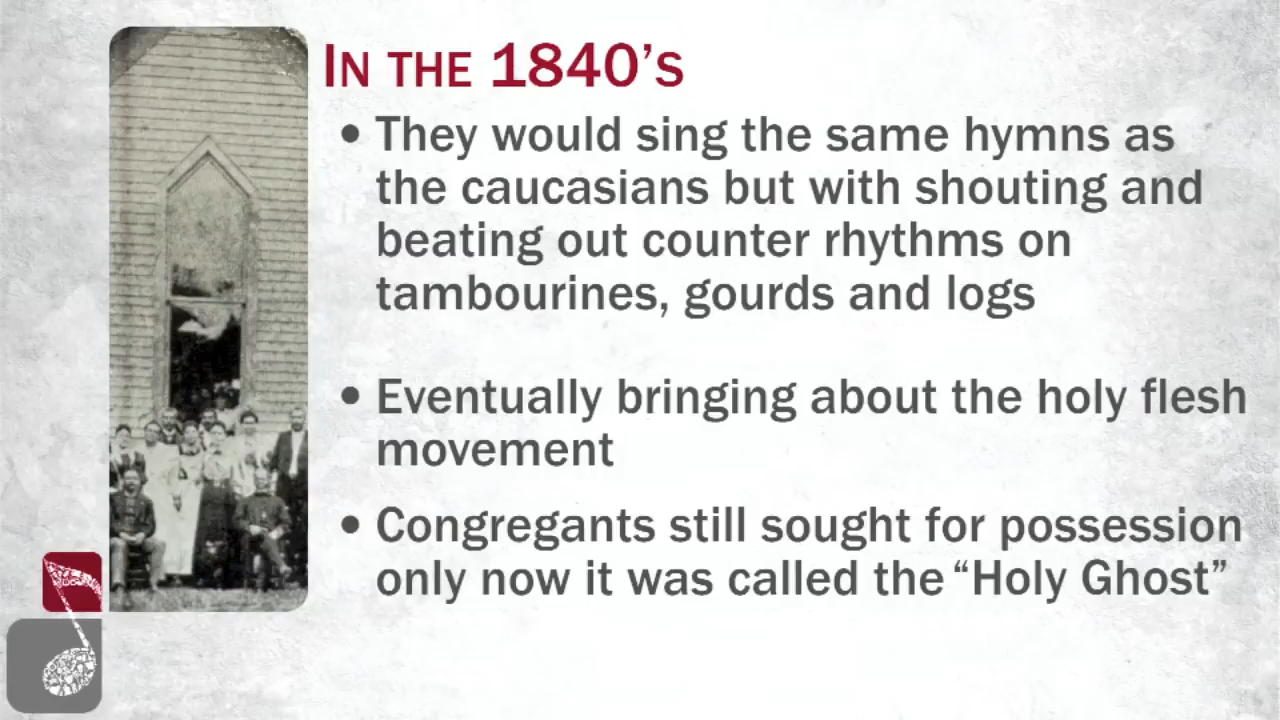 In the 1840’s
• They would sing the same hymns as
the caucasians but with shouting and
beating out counter rhythms on
tambourines, gourds and logs
• Eventually bringing about the holy flesh
movement
• Congregants still sought for possession
only now it was called the “Holy Ghost”